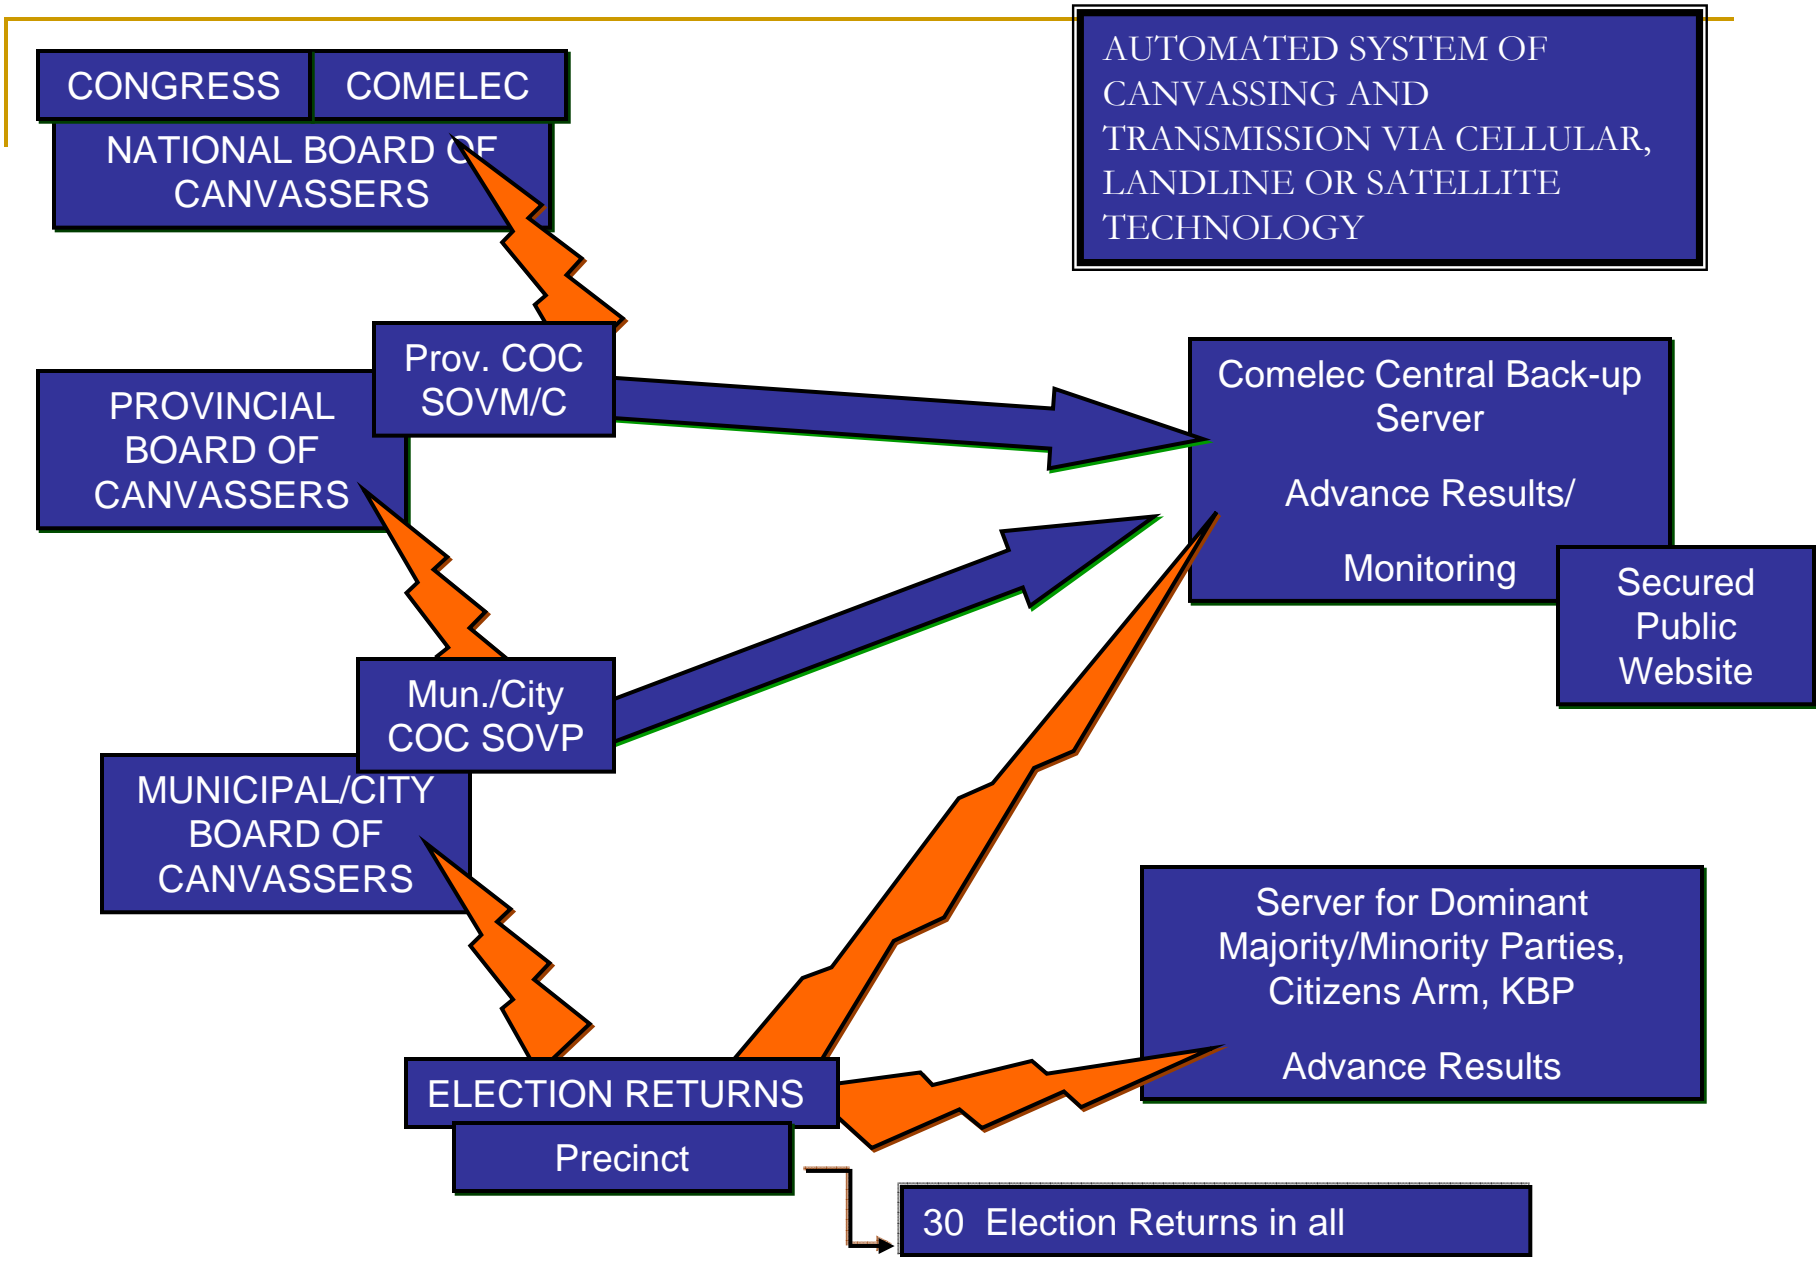 AUTOMATED SYSTEM OF
CANVASSING AND
TRANSMISSION VIA CELLULAR,
LANDLINE OR SATELLITE
TECHNOLOGY
CONGRESS
COMELEC
NATIONAL BOARD OF
CANVASSERS
Prov. COC
SOVM/C
PROVINCIAL
BOARD OF
CANVASSERS
Comelec Central Back-up
Server
Advance Results/
Monitoring
Secured
Public
Website
Mun./City
COC SOVP
MUNICIPAL/CITY
BOARD OF
CANVASSERS
Server for Dominant
Majority/Minority Parties,
Citizens Arm, KBP
Advance Results
ELECTION RETURNS
Precinct
30 Election Returns in all